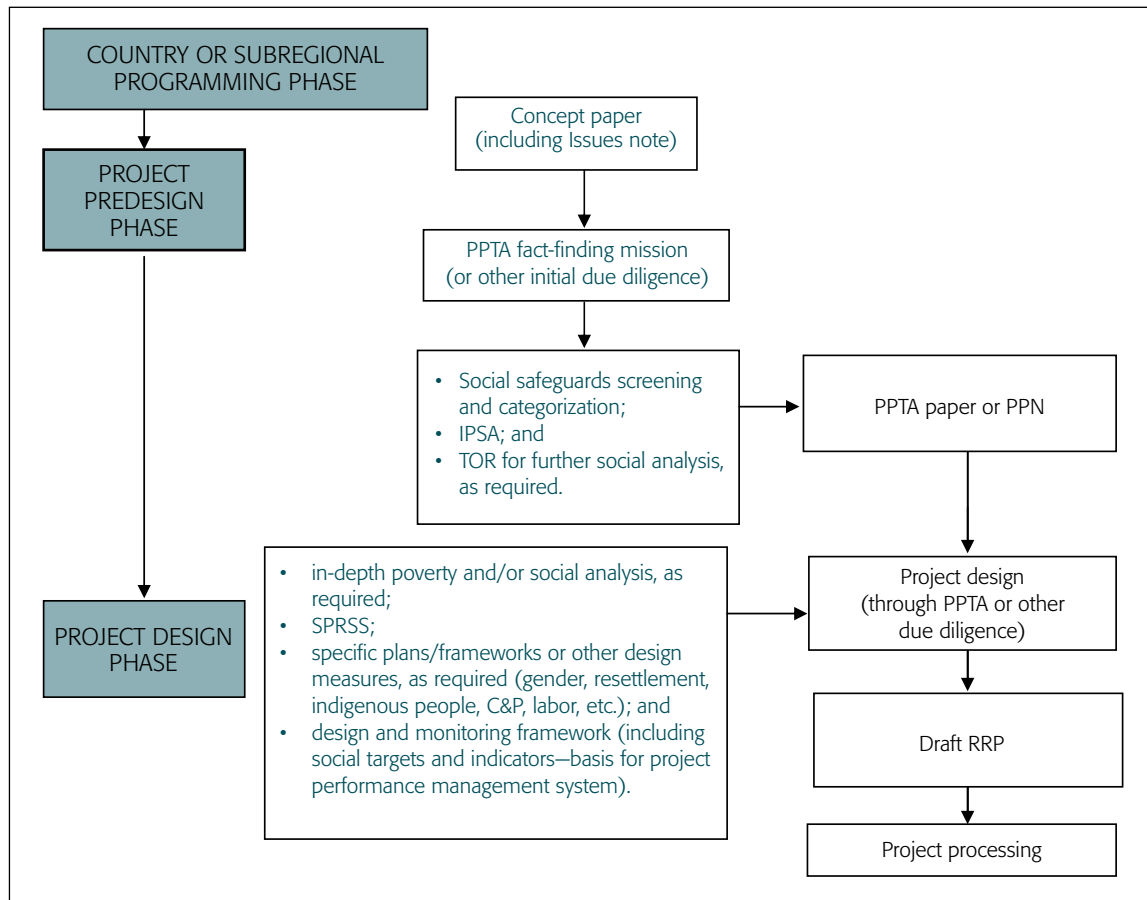 COUNTRY OR SUBREGIONAL
PROGRAMMING PHASE
Concept paper
(including Issues note)
PROJECT
PREDESIGN
PHASE
PPTA fact-finding mission
(or other initial due diligence)
• Social safeguards screening
and categorization;
• IPSA; and
• TOR for further social analysis,
as required.
PPTA paper or PPN
PROJECT DESIGN
PHASE
• in-depth poverty and/or social analysis, as
required;
• SPRSS;
• specific plans/frameworks or other design
measures, as required (gender, resettlement,
indigenous people, C&P, labor, etc.); and
• design and monitoring framework (including
social targets and indicators—basis for project
performance management system).
Project design
(through PPTA or other
due diligence)
Draft RRP
Project processing